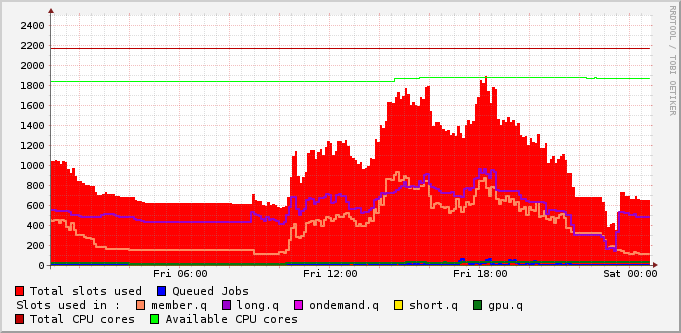 2400
2200
2000
1800
1600
1400
1200
1000
800
600
400
200
0
Fri 06:00 Fri 12:00 Fri 18:00 Sat 00:00
RRDTOOL / TOBI OETIKER
Total slots used Queued Jobs
Slots used in : member.q long.q ondemand.q short.q gpu.q
Total CPU cores Available CPU cores